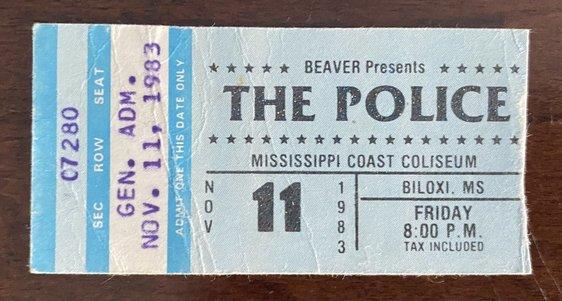 07280
SEC ROW SEAT
GEN. ADM.
NOV. 11, 1983
ADMIT ONE THIS DATE ONLY
BEAVER Presents
THE POLICE
MISSISSIPPI COAST COLISEUM
NOV 11 1983
BILOXI, MS
FRIDAY
8:00 P.M.
TAX INCLUDED